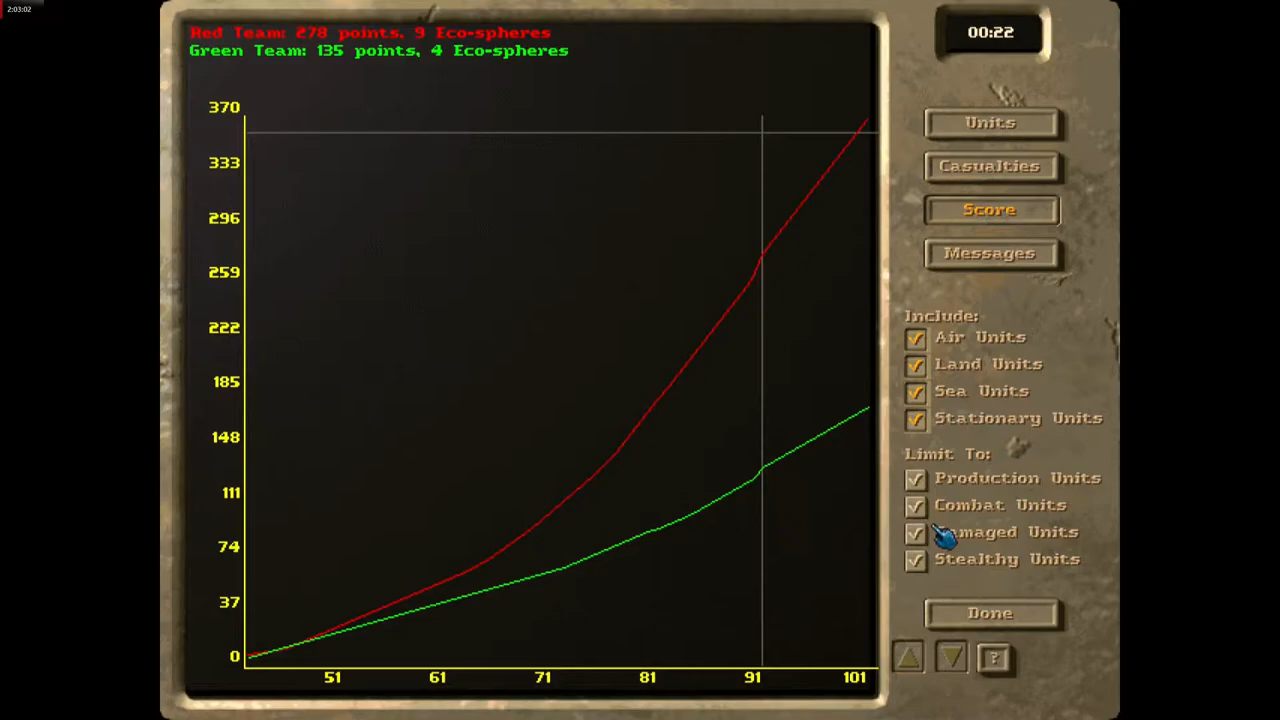 2:03:02
Red Team: 278 points, 9 Eco-spheres
Green Team: 135 points, 4 Eco-spheres
00:22
370
333
296
259
222
185
148
111
74
37
0
51 61 71 81 91 101
Units
Casualties
Score
Messages
Include:
Air Units
Land Units
Sea Units
Stationary Units
Limit To:
Production Units
Combat Units
Damaged Units
Stealthy Units
Done
?